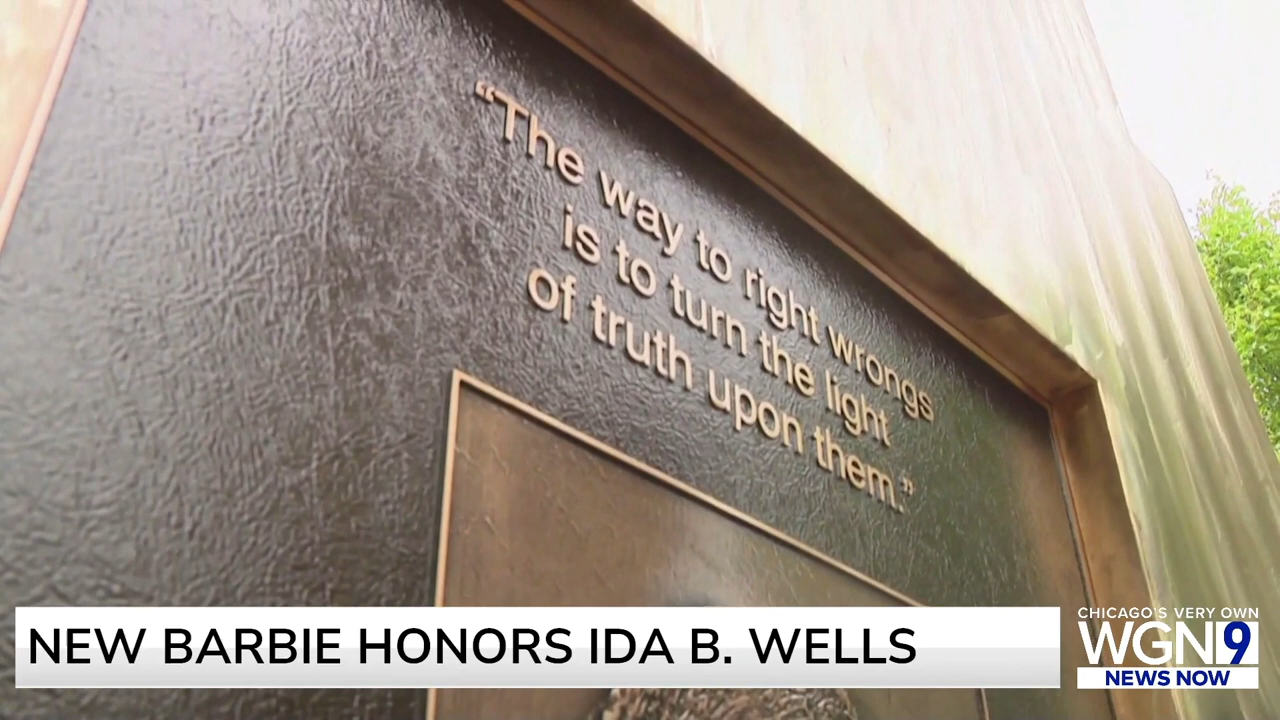 “The way to right wrongs
is to turn the light
of truth upon them.”
NEW BARBIE HONORS IDA B. WELLS
CHICAGO'S VERY OWN
WGN9
NEWS NOW